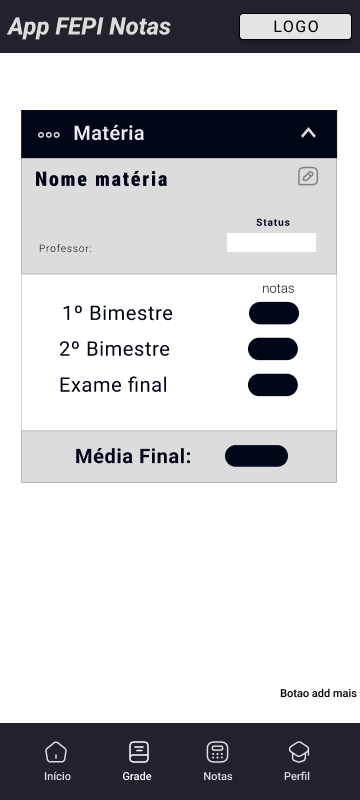 App FEPI Notas
LOGO
Matéria
Nome matéria
Status
Professor:
notas
1º Bimestre
2º Bimestre
Exame final
Média Final:
Botao add mais
Início
Grade
Notas
Perfil